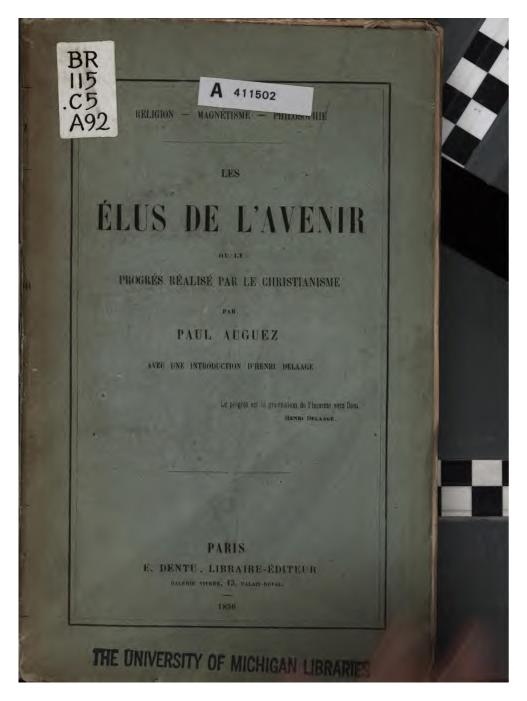 BR
115
.C5
A92
A 411502
RELIGION — MAGNÉTISME — PHILOSOPHIE
LES
ÉLUS DE L'AVENIR
OU LE
PROGRÈS RÉALISÉ PAR LE CHRISTIANISME
PAR
PAUL AUGUEZ
AVEC UNE INTRODUCTION D'HENRI DELAAGE
Le progrès est la gravitation de l'homme vers Dieu.
HENRI DELAAGE.
PARIS
E. DENTU, LIBRAIRE-ÉDITEUR
GALERIE VITRÉE, 13, PALAIS-ROYAL.
1856
THE UNIVERSITY OF MICHIGAN LIBRARIES